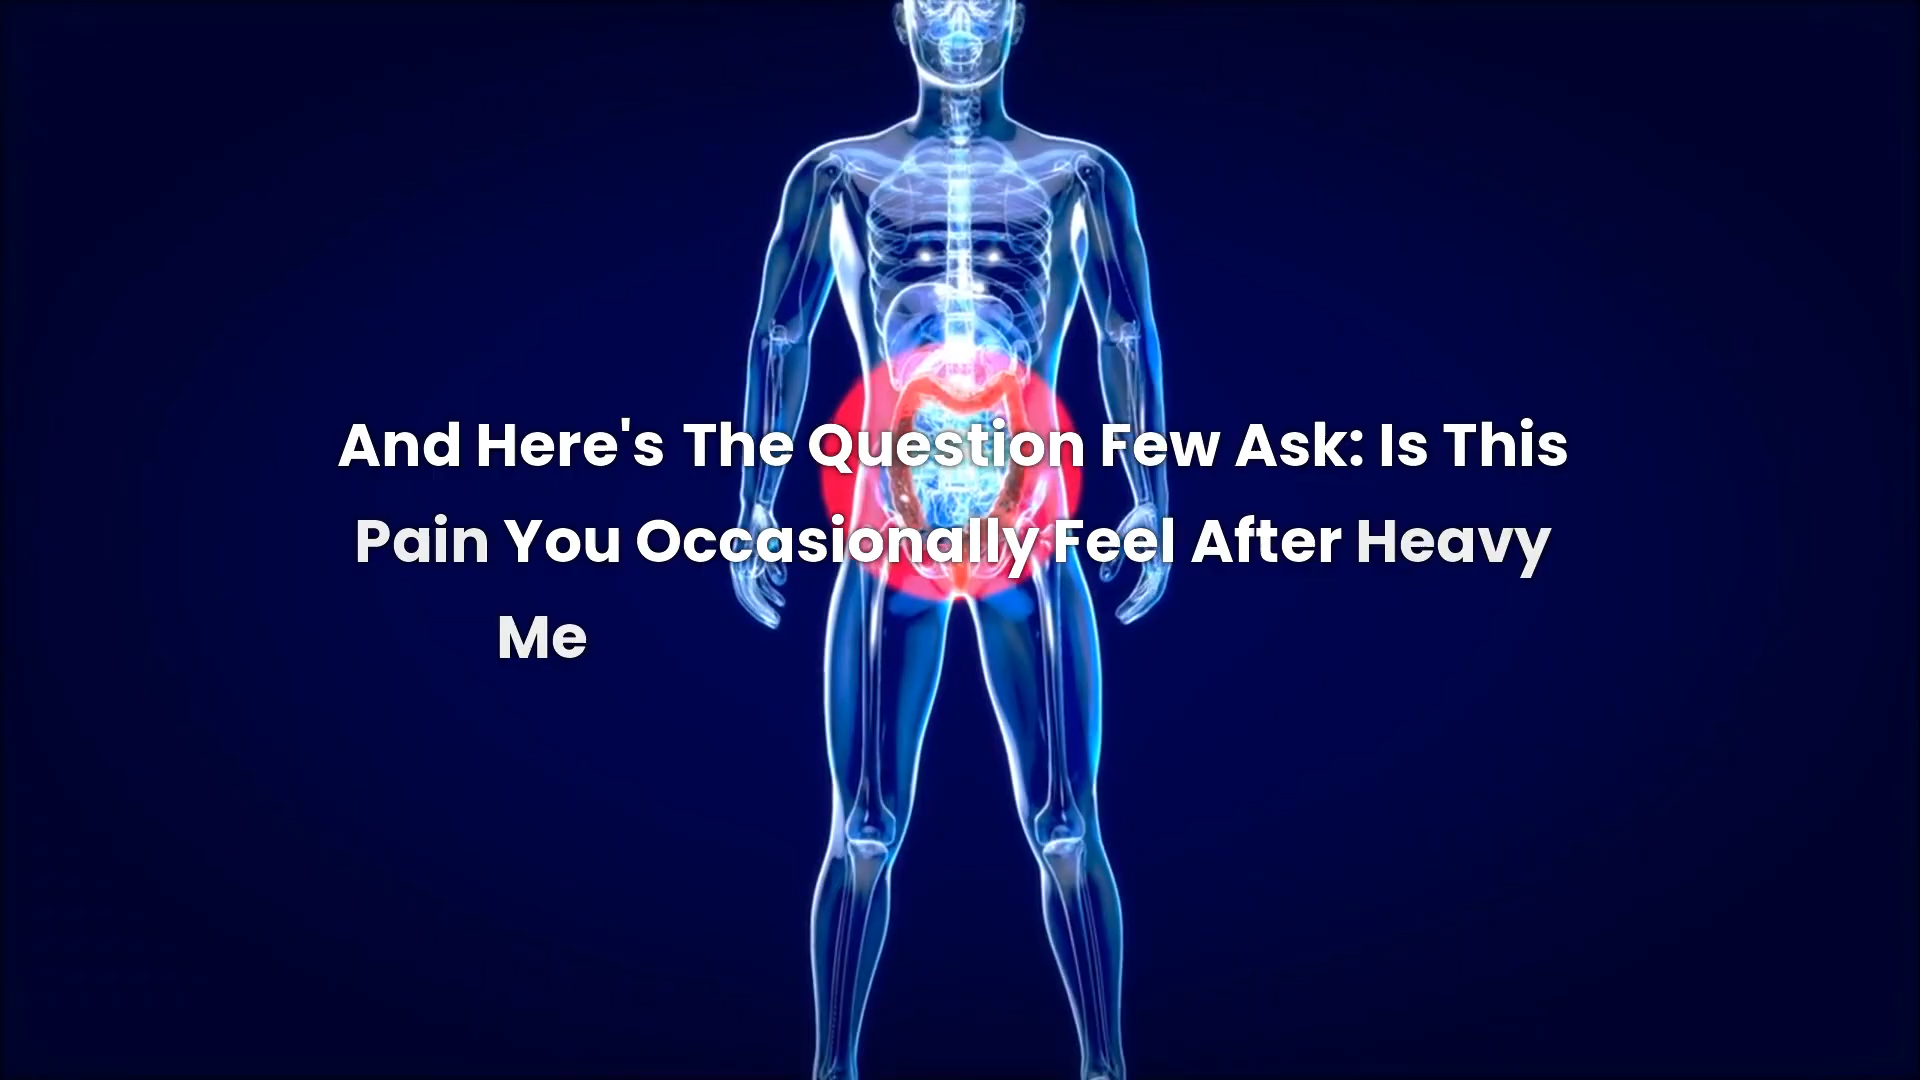 And Here's The Question Few Ask: Is This
Pain You Occasionally Feel After Heavy
Me